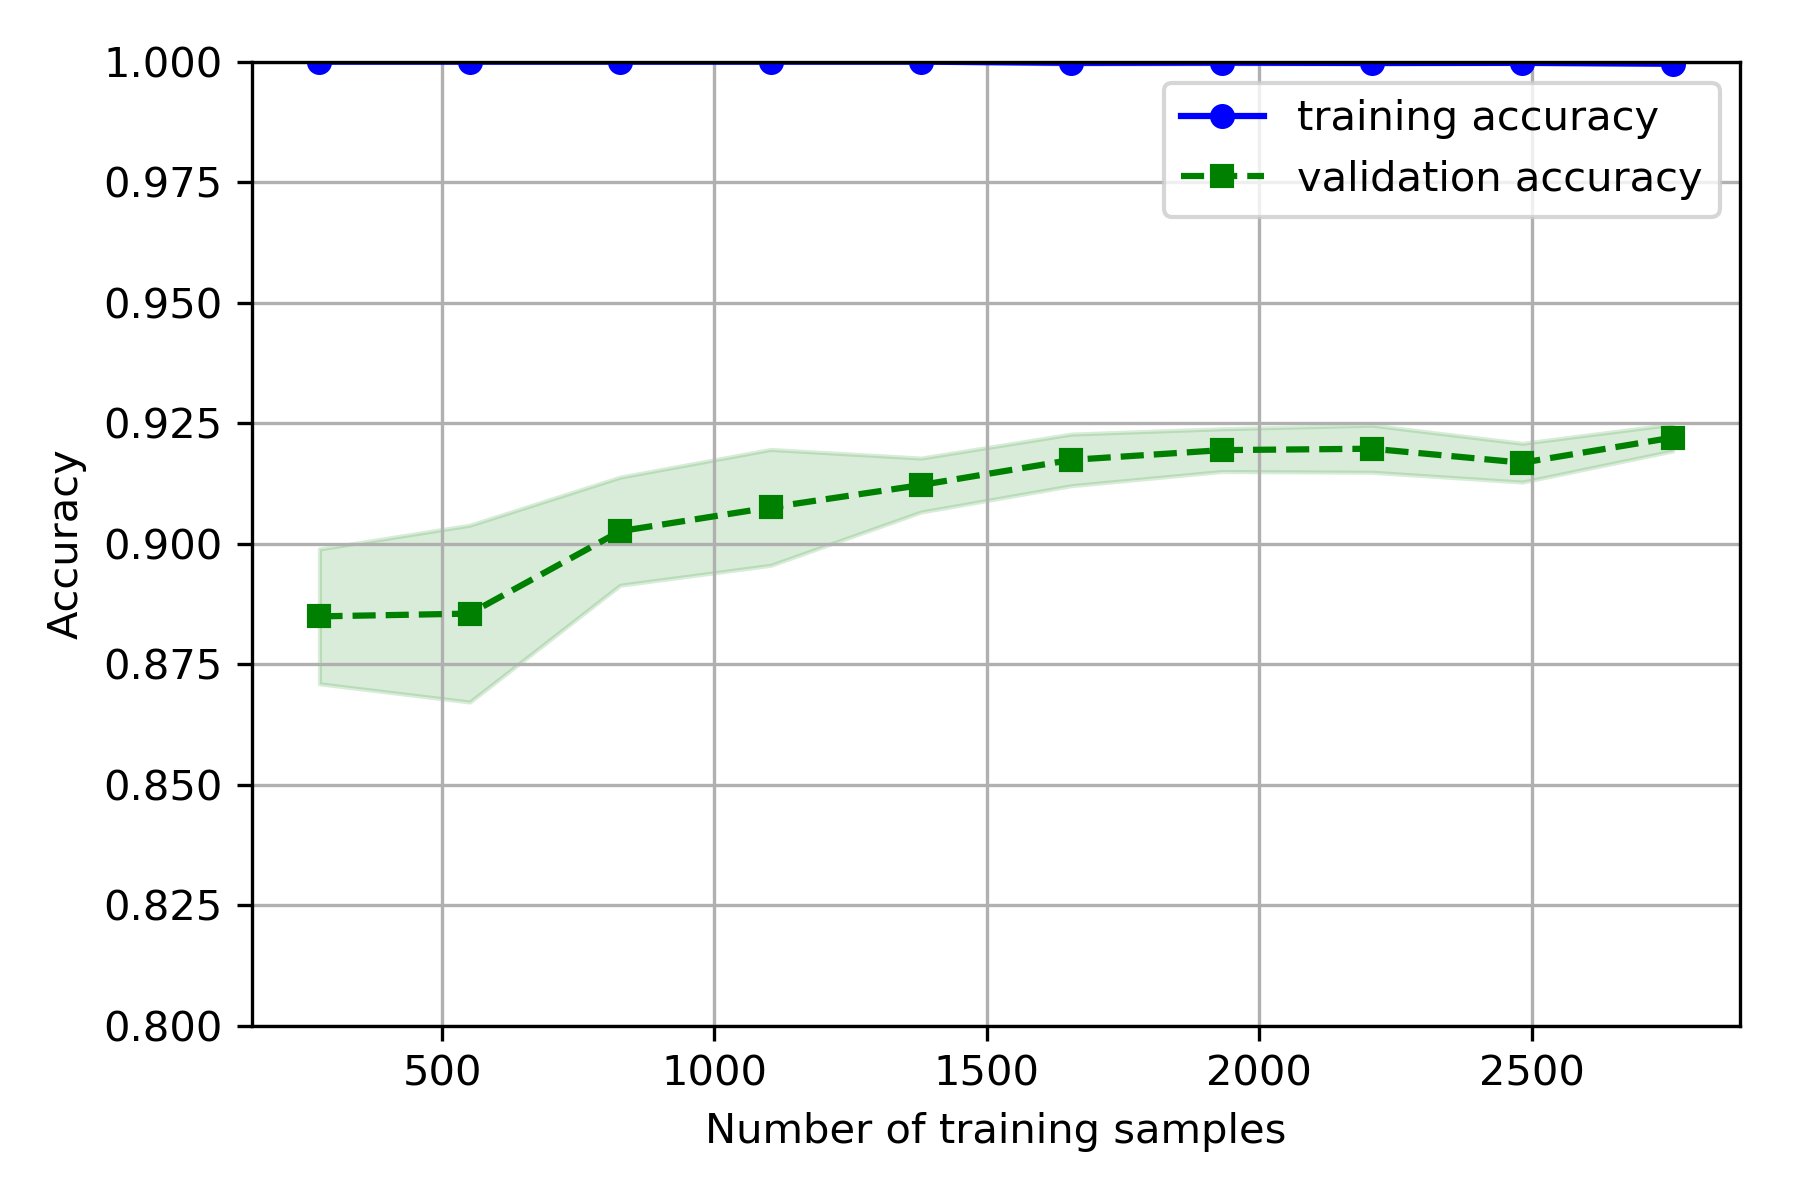 1.000
0.975
0.950
0.925
0.900
0.875
0.850
0.825
0.800
Accuracy
training accuracy
validation accuracy
500 1000 1500 2000 2500
Number of training samples